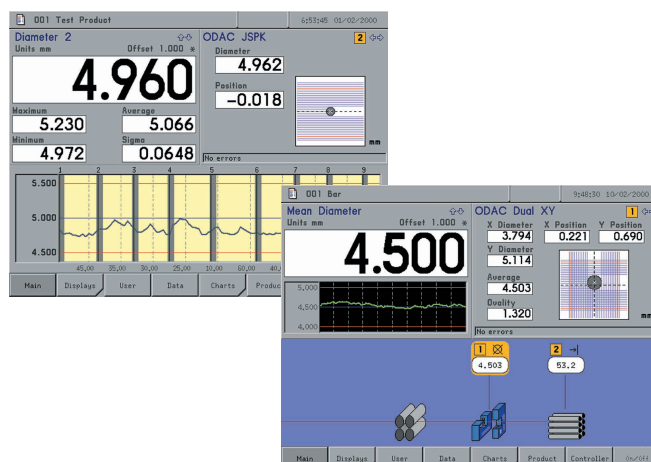 001 Test Product 6:53:45 01/02/2000
Diameter 2
Units mm Offset 1.000 *
4.960
Maximum Average
5.230 5.066
Minimum Sigma
4.972 0.0648
ODAC JSPK 2
Diameter
4.962
Position
-0.018
mm
No errors
1 2 3 4 5 6 7 8 9
5.500
5.000
4.500
45,00 35,00 30,00 25,00 10,00 60,00 40,
Main Displays User Data Charts Produc
001 Bar 9:48:30 10/02/2000
Mean Diameter
Units mm Offset 1.000 *
4.500
5,000
4,500
4,000
ODAC Dual XY 1
X Diameter X Position Y Position
3.794 0.221 0.690
Y Diameter
5.114
Average
4.503
Ovality
1.320
mm
No errors
1 2
4,503 53.2
Main Displays User Data Charts Product Controller On/Off